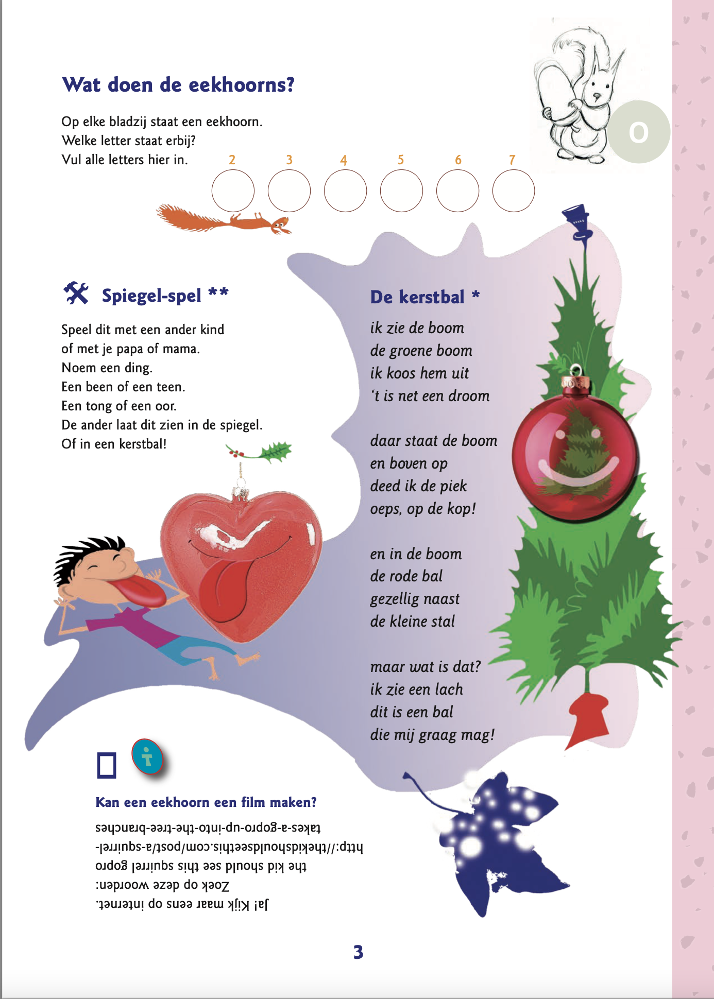 Wat doen de eekhoorns?
Op elke bladzij staat een eekhoorn.
Welke letter staat erbij?
Vul alle letters hier in.
2 3 4 5 6 7
O
Spiegel-spel **
Speel dit met een ander kind
of met je papa of mama.
Noem een ding.
Een been of een teen.
Een tong of een oor.
De ander laat dit zien in de spiegel.
Of in een kerstbal!
De kerstbal *
ik zie de boom
de groene boom
ik koos hem uit
‘t is net een droom
daar staat de boom
en boven op
deed ik de piek
oeps, op de kop!
en in de boom
de rode bal
gezellig naast
de kleine stal
maar wat is dat?
ik zie een lach
dit is een bal
die mij graag mag!
i
Kan een eekhoorn een film maken?
Ja! Kijk maar eens op internet.
Zoek op deze woorden:
the kid should see this squirrel gopro
http://thekidshouldseethis.com/post/a-squirrel-
takes-a-gopro-up-into-the-tree-branches
3